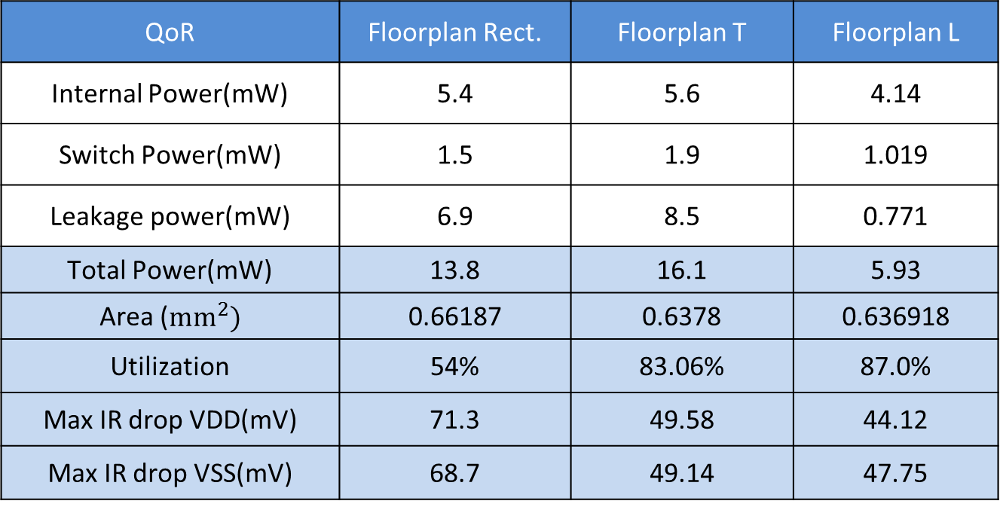 QoR Floorplan Rect. Floorplan T Floorplan L
Internal Power(mW) 5.4 5.6 4.14
Switch Power(mW) 1.5 1.9 1.019
Leakage power(mW) 6.9 8.5 0.771
Total Power(mW) 13.8 16.1 5.93
Area (mm²) 0.66187 0.6378 0.636918
Utilization 54% 83.06% 87.0%
Max IR drop VDD(mV) 71.3 49.58 44.12
Max IR drop VSS(mV) 68.7 49.14 47.75